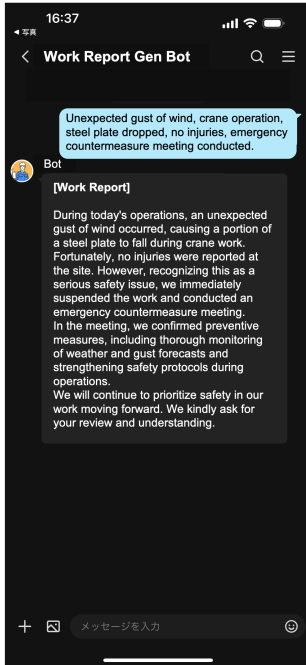 16:37
◀ 写真
Work Report Gen Bot
Unexpected gust of wind, crane operation,
steel plate dropped, no injuries, emergency
countermeasure meeting conducted.
Bot
[Work Report]
During today's operations, an unexpected
gust of wind occurred, causing a portion of
a steel plate to fall during crane work.
Fortunately, no injuries were reported at
the site. However, recognizing this as a
serious safety issue, we immediately
suspended the work and conducted an
emergency countermeasure meeting.
In the meeting, we confirmed preventive
measures, including thorough monitoring
of weather and gust forecasts and
strengthening safety protocols during
operations.
We will continue to prioritize safety in our
work moving forward. We kindly ask for
your review and understanding.
メッセージを入力